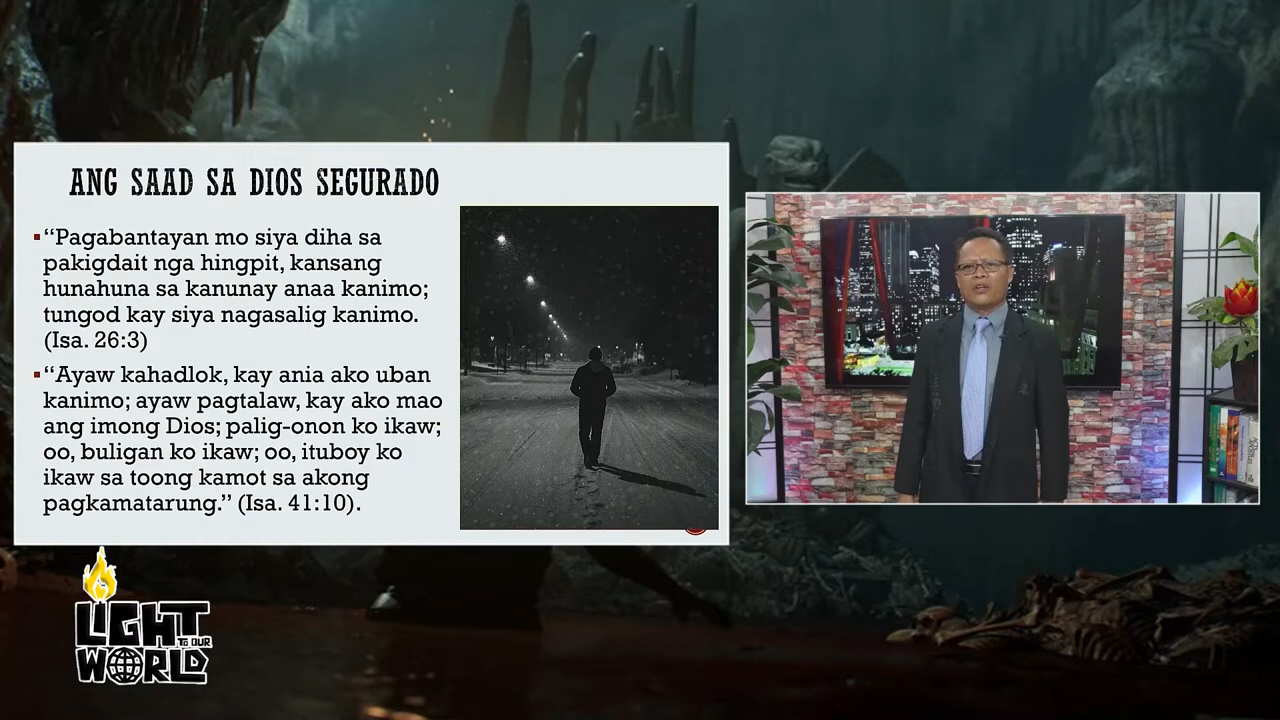 ANG SAAD SA DIOS SEGURADO
“Pagabantayan mo siya diha sa
pakigdait nga hingpit, kansang
hunahuna sa kanunay anaa kanimo;
tungod kay siya nagasalig kanimo.
(Isa. 26:3)
“Ayaw kahadlok, kay ania ako uban
kanimo; ayaw pagtalaw, kay ako mao
ang imong Dios; palig-onon ko ikaw;
oo, buligan ko ikaw; oo, ituboy ko
ikaw sa toong kamot sa akong
pagkamatarung.” (Isa. 41:10).
LIGHT
TO OUR
WORLD